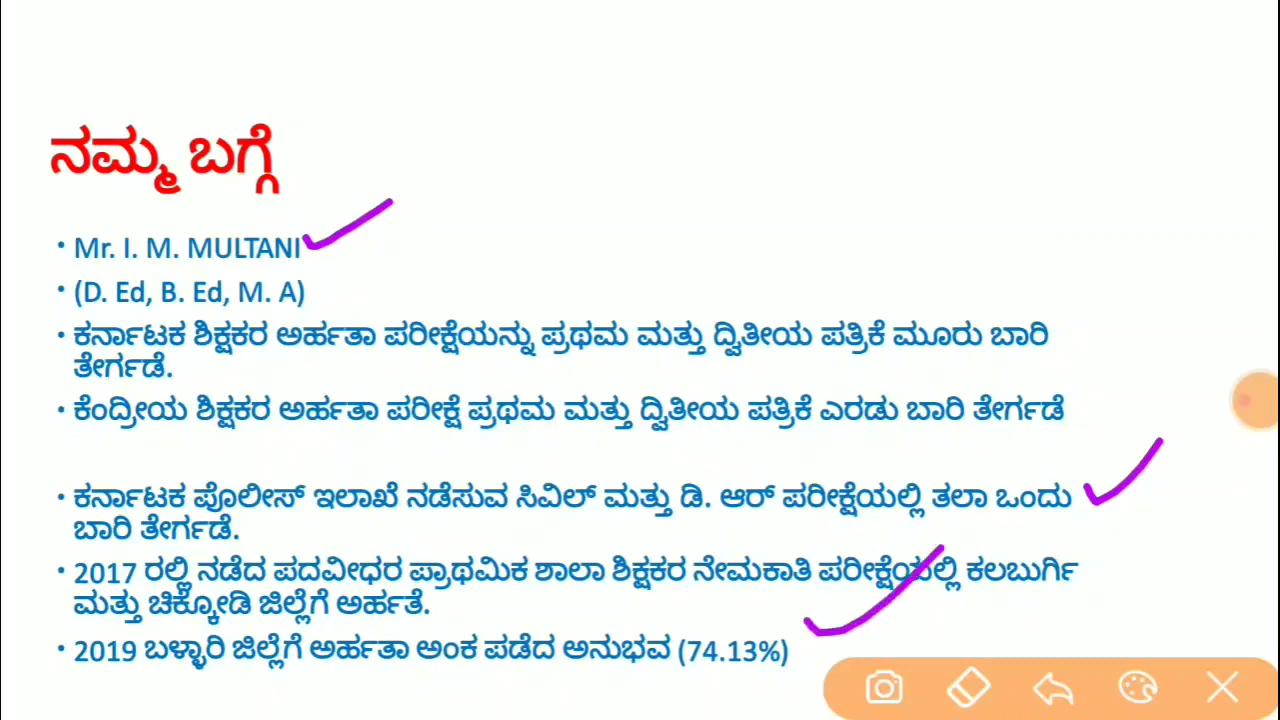 ನಮ್ಮ ಬಗ್ಗೆ
• Mr. I. M. MULTANI
• (D. Ed, B. Ed, M. A)
• ಕರ್ನಾಟಕ ಶಿಕ್ಷಕರ ಅರ್ಹತಾ ಪರೀಕ್ಷೆಯನ್ನು ಪ್ರಥಮ ಮತ್ತು ದ್ವಿತೀಯ ಪತ್ರಿಕೆ ಮೂರು ಬಾರಿ
ತೇರ್ಗಡೆ.
• ಕೆಂದ್ರೀಯ ಶಿಕ್ಷಕರ ಅರ್ಹತಾ ಪರೀಕ್ಷೆ ಪ್ರಥಮ ಮತ್ತು ದ್ವಿತೀಯ ಪತ್ರಿಕೆ ಎರಡು ಬಾರಿ ತೇರ್ಗಡೆ
• ಕರ್ನಾಟಕ ಪೊಲೀಸ್ ಇಲಾಖೆ ನಡೆಸುವ ಸಿವಿಲ್ ಮತ್ತು ಡಿ. ಆರ್ ಪರೀಕ್ಷೆಯಲ್ಲಿ ತಲಾ ಒಂದು
ಬಾರಿ ತೇರ್ಗಡೆ.
• 2017 ರಲ್ಲಿ ನಡೆದ ಪದವೀಧರ ಪ್ರಾಥಮಿಕ ಶಾಲಾ ಶಿಕ್ಷಕರ ನೇಮಕಾತಿ ಪರೀಕ್ಷೆಯಲ್ಲಿ ಕಲಬುರ್ಗಿ
ಮತ್ತು ಚಿಕ್ಕೋಡಿ ಜಿಲ್ಲೆಗೆ ಅರ್ಹತೆ.
• 2019 ಬಳ್ಳಾರಿ ಜಿಲ್ಲೆಗೆ ಅರ್ಹತಾ ಅಂಕ ಪಡೆದ ಅನುಭವ (74.13%)